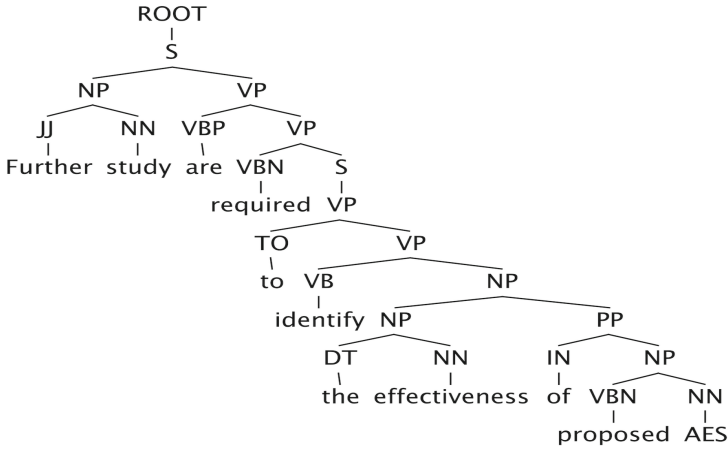 ROOT
S
NP VP
JJ NN VBP VP
Further study are VBN S
required VP
TO VP
to VB NP
identify NP PP
DT NN IN NP
the effectiveness of VBN NN
proposed AES